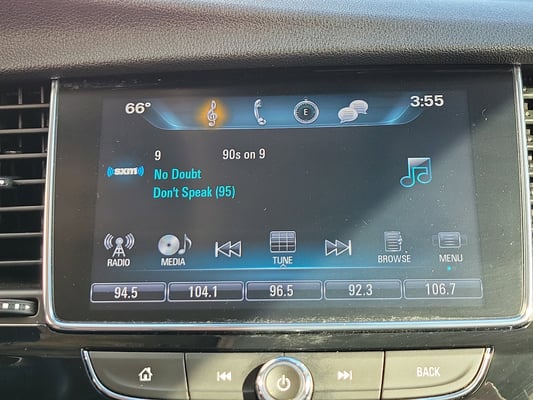 66° 3:55
E
9 90s on 9
((sxm)) No Doubt
Don't Speak (95)
RADIO MEDIA TUNE BROWSE MENU
94.5 104.1 96.5 92.3 106.7
BACK